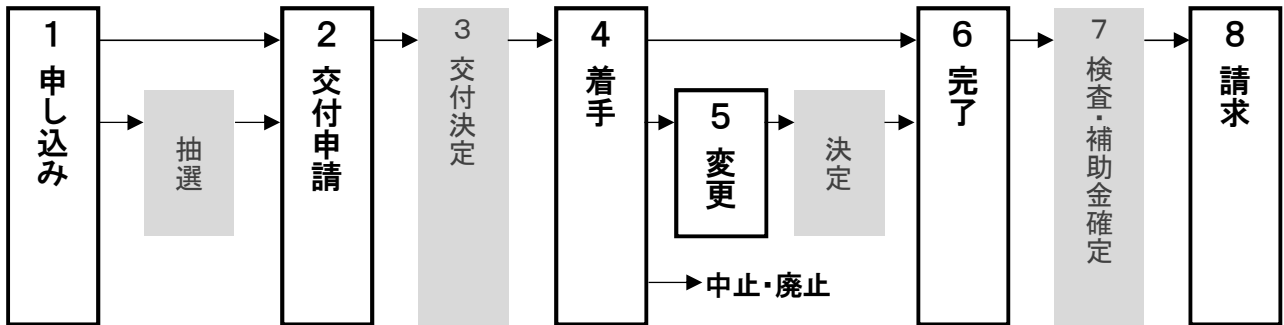 1 申し込み
抽選
2 交付申請
3 交付決定
4 着手
5 変更
決定
中止・廃止
6 完了
7 検査・補助金確定
8 請求